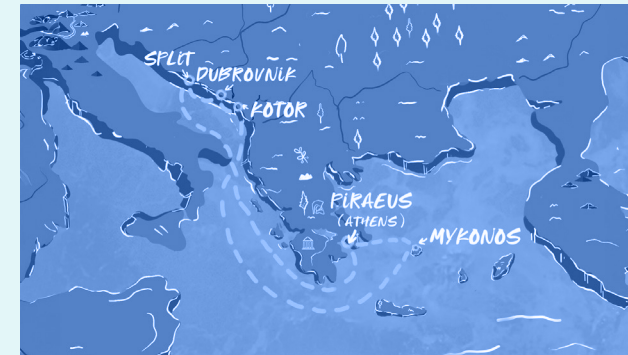 SPLIT
DUBROVNIK
KOTOR
PIRAEUS
(ATHENS)
MYKONOS